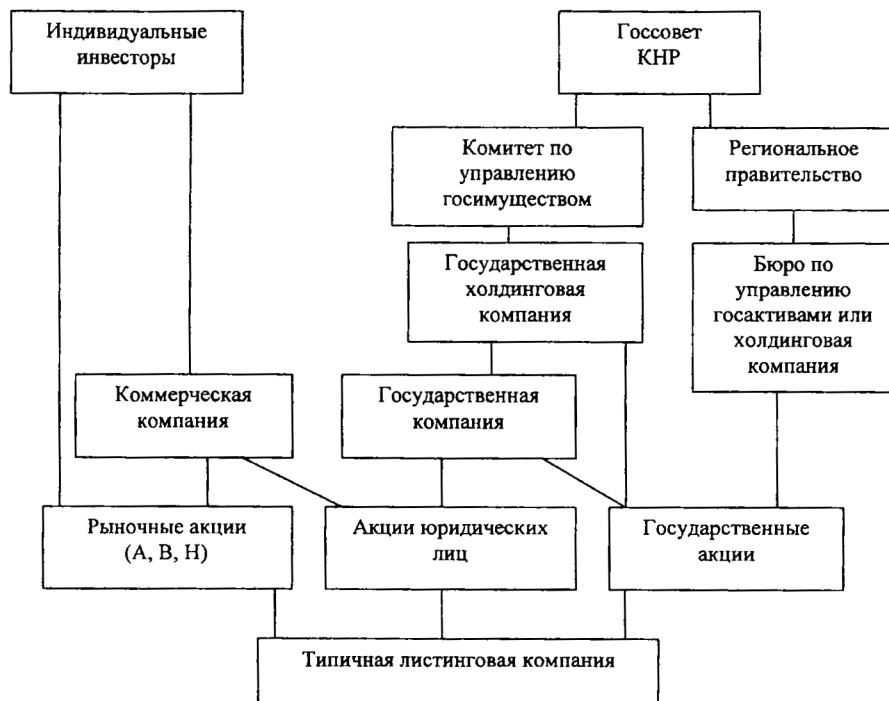 Индивидуальные
инвесторы
Госсовет
КНР
Комитет по
управлению
госимуществом
Региональное
правительство
Государственная
холдинговая
компания
Бюро по
управлению
госактивами или
холдинговая
компания
Коммерческая
компания
Государственная
компания
Рыночные акции
(А, В, Н)
Акции юридических
лиц
Государственные
акции
Типичная листинговая компания